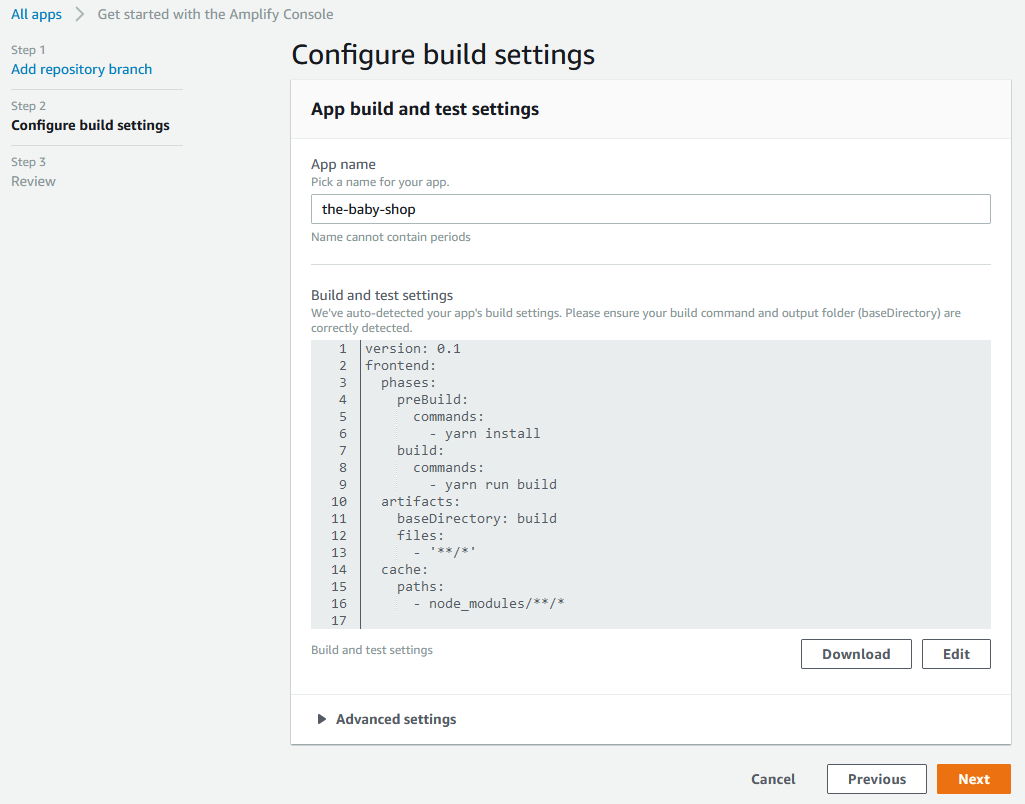 All apps > Get started with the Amplify Console
Step 1
Add repository branch
Step 2
Configure build settings
Step 3
Review
Configure build settings
App build and test settings
App name
Pick a name for your app.
the-baby-shop
Name cannot contain periods
Build and test settings
We've auto-detected your app's build settings. Please ensure your build command and output folder (baseDirectory) are
correctly detected.
1 version: 0.1
2 frontend:
3   phases:
4     preBuild:
5       commands:
6         - yarn install
7     build:
8       commands:
9         - yarn run build
10   artifacts:
11     baseDirectory: build
12     files:
13       - '**/*'
14   cache:
15     paths:
16       - node_modules/**/*
17
Build and test settings
Download Edit
Advanced settings
Cancel Previous Next